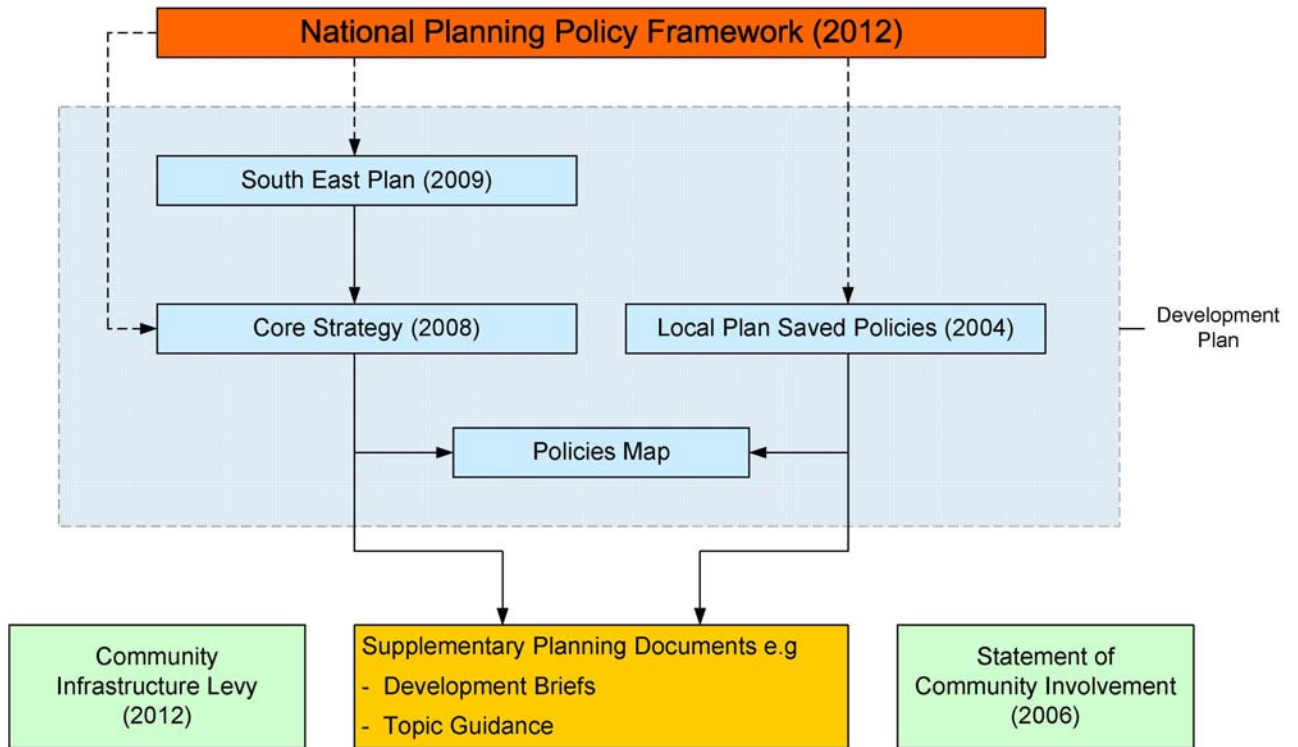 National Planning Policy Framework (2012)
South East Plan (2009)
Core Strategy (2008)
Local Plan Saved Policies (2004)
Development
Plan
Policies Map
Community
Infrastructure Levy
(2012)
Supplementary Planning Documents e.g
- Development Briefs
- Topic Guidance
Statement of
Community Involvement
(2006)